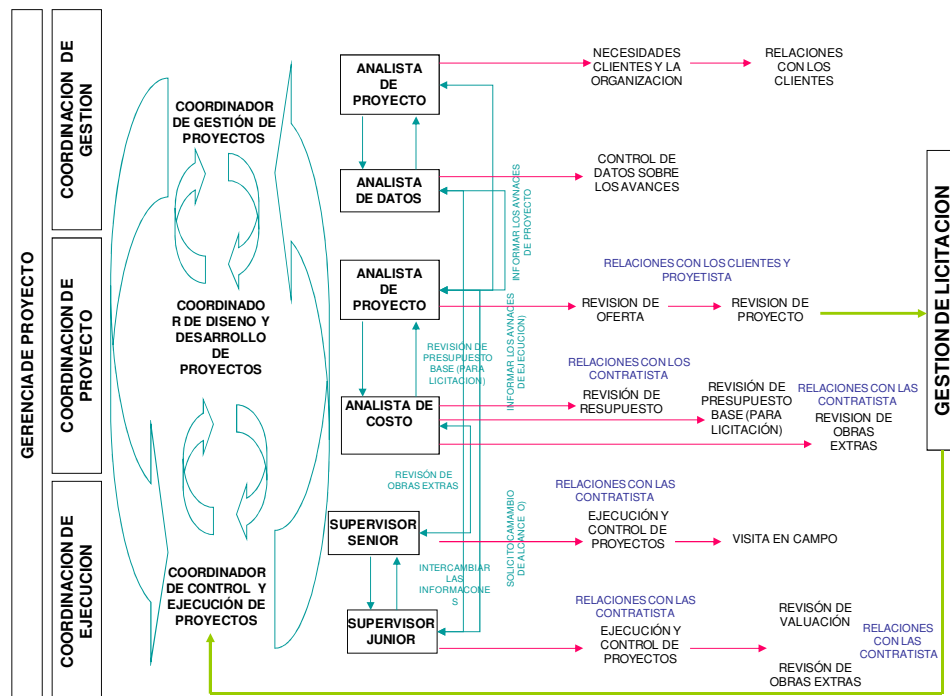 GERENCIA DE PROYECTO
COORDINACION DE
GESTION
COORDINACION DE
PROYECTO
COORDINACION DE
EJECUCION
COORDINADOR
DE GESTIÓN DE
PROYECTOS
COORDINADO
R DE DISENO Y
DESARROLLO
DE
PROYECTOS
COORDINADOR
DE CONTROL Y
EJECUCIÓN DE
PROYECTOS
ANALISTA
DE
PROYECTO
ANALISTA
DE DATOS
ANALISTA
DE
PROYECTO
ANALISTA DE
COSTO
SUPERVISOR
SENIOR
SUPERVISOR
JUNIOR
REVISIÓN DE
PRESUPUESTO
BASE (PARA
LICITACION)
REVISÓN DE
OBRAS EXTRAS
INTERCAMBIAR
LAS
INFORMACONE
S
INFORMAR LOS AVNACES
DE PROYECTO
INFORMAR LOS AVNACES
DE EJECUCION)
SOLICITO CAMAMBIO
DE ALCANCE O)
NECESIDADES
CLIENTES Y LA
ORGANIZACION
RELACIONES
CON LOS
CLIENTES
CONTROL DE
DATOS SOBRE
LOS AVANCES
RELACIONES CON LOS CLIENTES Y
PROYETISTA
REVISION DE
OFERTA
REVISION DE
PROYECTO
RELACIONES CON LOS
CONTRATISTA
REVISIÓN DE
RESUPUESTO
REVISIÓN DE
PRESUPUESTO
BASE (PARA
LICITACIÓN)
RELACIONES CON LAS
CONTRATISTA
REVISION DE
OBRAS
EXTRAS
RELACIONES CON LAS
CONTRATISTA
EJECUCIÓN Y
CONTROL DE
PROYECTOS
VISITA EN CAMPO
RELACIONES CON LAS
CONTRATISTA
EJECUCIÓN Y
CONTROL DE
PROYECTOS
REVISÓN DE
VALUACIÓN
RELACIONES
CON LAS
CONTRATISTA
REVISÓN DE
OBRAS EXTRAS
GESTION DE LICITACION